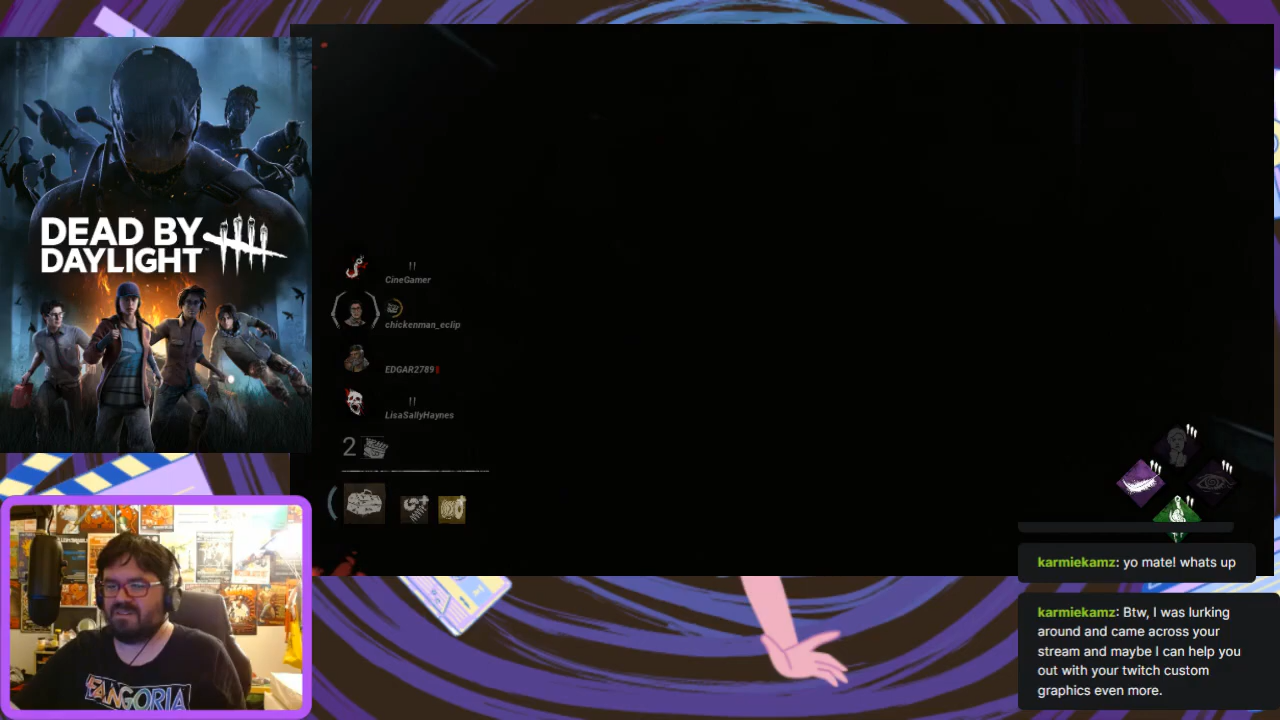 DEAD BY
DAYLIGHT
CineGamer
chickenman_eclip
EDGAR2789
LisaSallyHaynes
2
FANGORIA
karmiekamz: yo matel whats up
karmiekamz: Btw, I was lurking
around and came across your
stream and maybe I can help you
out with your twitch custom
graphics even more.